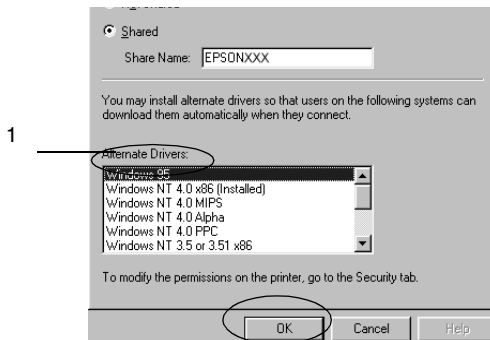 Shared
Share Name: EPSONXXX
You may install alternate drivers so that users on the following systems can
download them automatically when they connect.
1
Alternate Drivers:
Windows 95
Windows NT 4.0 x86 (Installed)
Windows NT 4.0 MIPS
Windows NT 4.0 Alpha
Windows NT 4.0 PPC
Windows NT 3.5 or 3.51 x86
To modify the permissions on the printer, go to the Security tab.
OK Cancel Help